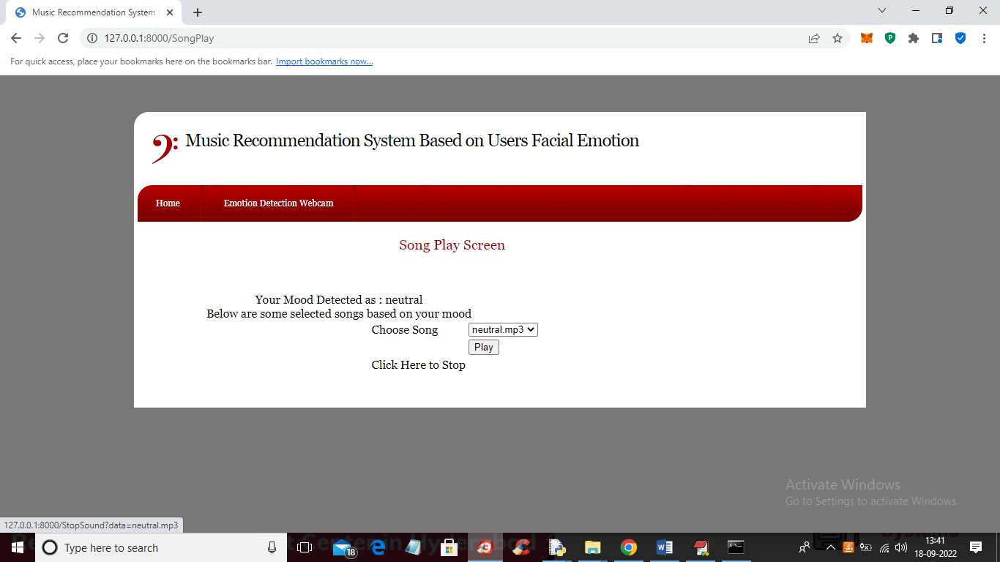 Music Recommendation System
127.0.0.1:8000/SongPlay
For quick access, place your bookmarks here on the bookmarks bar. Import bookmarks now...
Music Recommendation System Based on Users Facial Emotion
Home Emotion Detection Webcam
Song Play Screen
Your Mood Detected as : neutral
Below are some selected songs based on your mood
Choose Song neutral.mp3
Play
Click Here to Stop
Activate Windows
Go to Settings to activate Windows.
127.0.0.1:8000/StopSound?data=neutral.mp3
Type here to search
18
13:41
18-09-2022